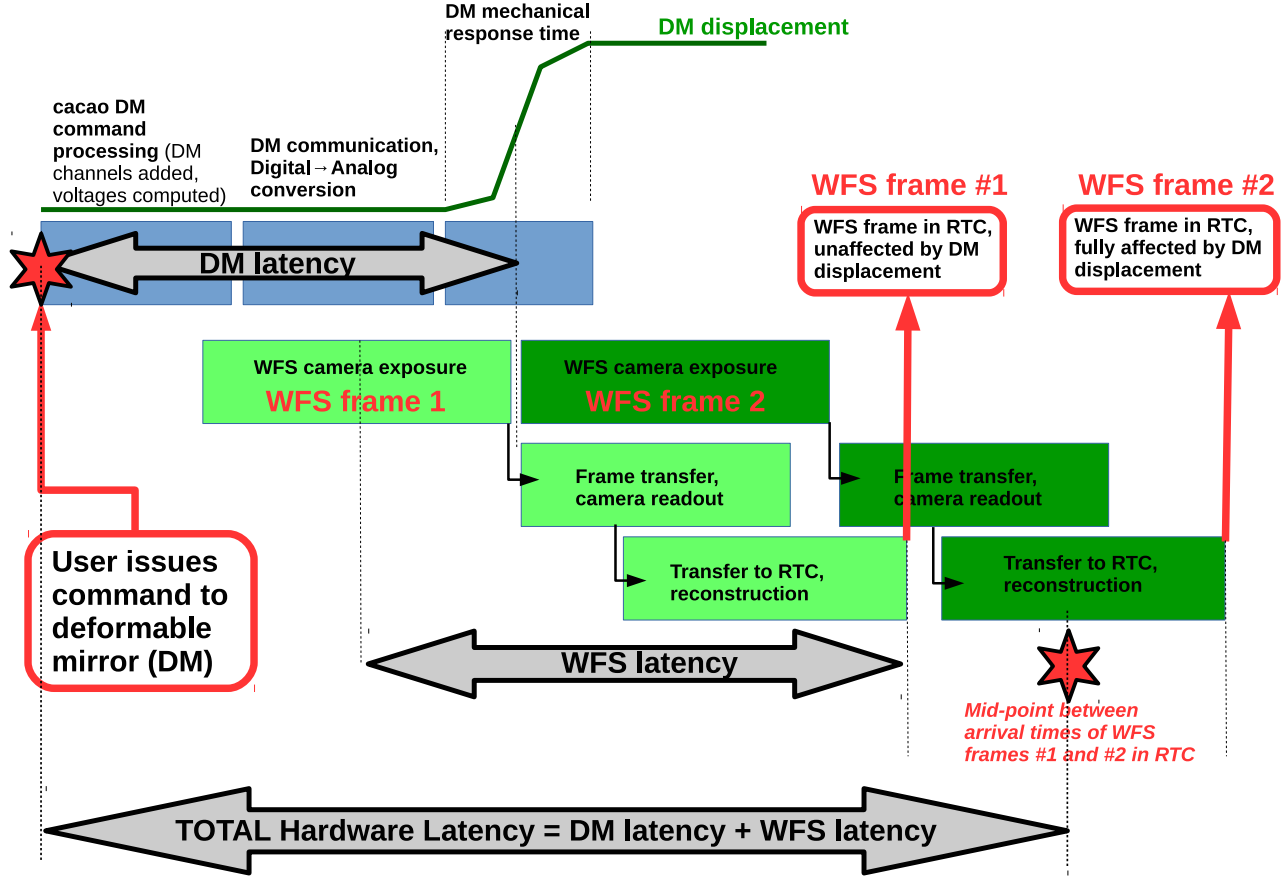 DM mechanical
response time
DM displacement
cacao DM
command
processing (DM
channels added,
voltages computed)
DM communication,
Digital→Analog
conversion
DM latency
WFS frame #1
WFS frame in RTC,
unaffected by DM
displacement
WFS frame #2
WFS frame in RTC,
fully affected by DM
displacement
WFS camera exposure
WFS frame 1
WFS camera exposure
WFS frame 2
Frame transfer,
camera readout
Frame transfer,
camera readout
Transfer to RTC,
reconstruction
Transfer to RTC,
reconstruction
User issues
command to
deformable
mirror (DM)
WFS latency
Mid-point between
arrival times of WFS
frames #1 and #2 in RTC
TOTAL Hardware Latency = DM latency + WFS latency